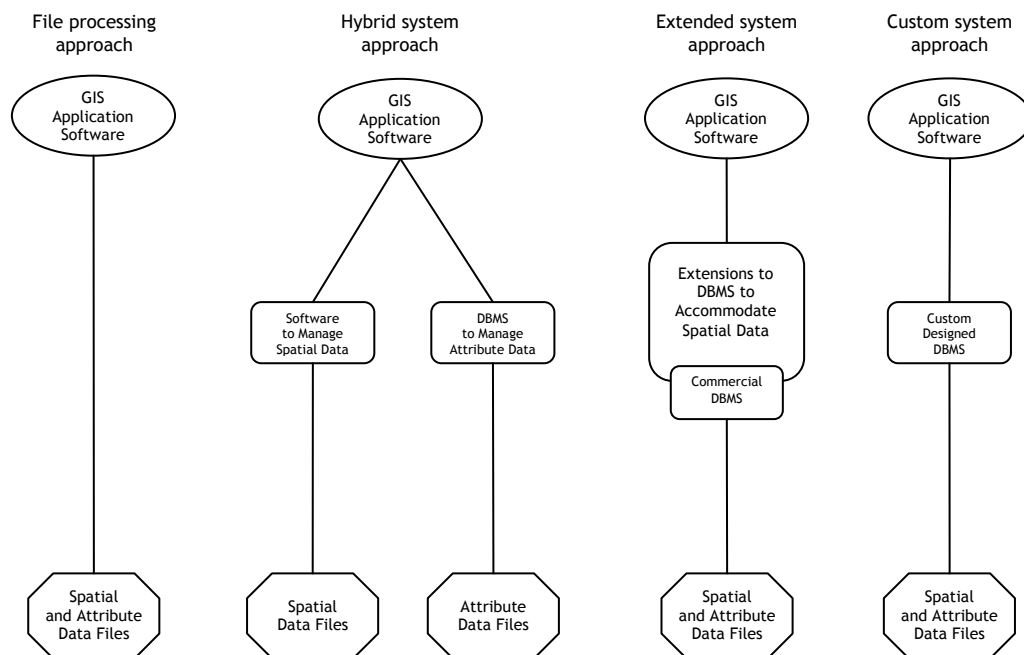 File processing
approach
Hybrid system
approach
Extended system
approach
Custom system
approach
GIS
Application
Software
GIS
Application
Software
GIS
Application
Software
GIS
Application
Software
Software
to Manage
Spatial Data
DBMS
to Manage
Attribute Data
Extensions to
DBMS to
Accommodate
Spatial Data
Commercial
DBMS
Custom
Designed
DBMS
Spatial
and Attribute
Data Files
Spatial
Data Files
Attribute
Data Files
Spatial
and Attribute
Data Files
Spatial
and Attribute
Data Files